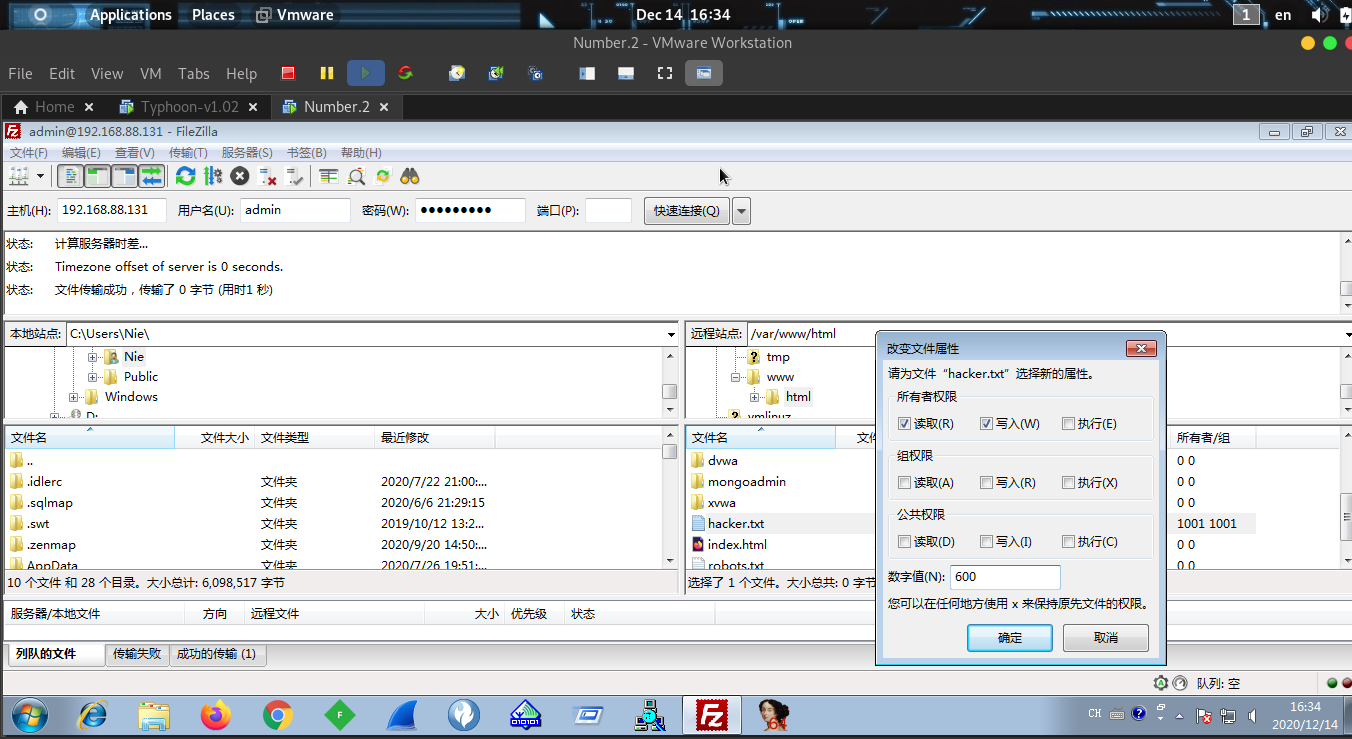 Applications Places Vmware Dec 14 16:34 1 en
Number.2 - VMware Workstation
File Edit View VM Tabs Help
Home × Typhoon-v1.02 × Number.2 ×
admin@192.168.88.131 - FileZilla
文件(F) 编辑(E) 查看(V) 传输(T) 服务器(S) 书签(B) 帮助(H)
主机(H): 192.168.88.131 用户名(U): admin 密码(W): ●●●●●●●●● 端口(P): 快速连接(Q)
状态: 计算服务器时差...
状态: Timezone offset of server is 0 seconds.
状态: 文件传输成功，传输了 0 字节 (用时1 秒)
本地站点: C:\Users\Nie\
Nie
Public
Windows
D:
远程站点: /var/www/html
tmp
www
html
vmlinuz
文件名 文件大小 文件类型 最近修改
..
.idlerc 文件夹 2020/7/22 21:00:...
.sqlmap 文件夹 2020/6/6 21:29:15
.swt 文件夹 2019/10/12 13:2...
.zenmap 文件夹 2020/9/20 14:50:...
AppData 文件夹 2020/7/26 19:51:...
10 个文件 和 28 个目录。大小总计: 6,098,517 字节
文件名 文件 所有者/组
dvwa 0 0
mongoadmin 0 0
xvwa 0 0
hacker.txt 1001 1001
index.html 0 0
robots.txt 0 0
选择了 1 个文件。大小总共: 0 字节
改变文件属性
请为文件“hacker.txt”选择新的属性。
所有者权限
读取(R) 写入(W) 执行(E)
组权限
读取(A) 写入(R) 执行(X)
公共权限
读取(D) 写入(I) 执行(C)
数字值(N): 600
您可以在任何地方使用 x 来保持原先文件的权限。
确定 取消
服务器/本地文件 方向 远程文件 大小 优先级 状态
列队的文件 传输失败 成功的传输 (1)
队列: 空
CH 16:34
2020/12/14